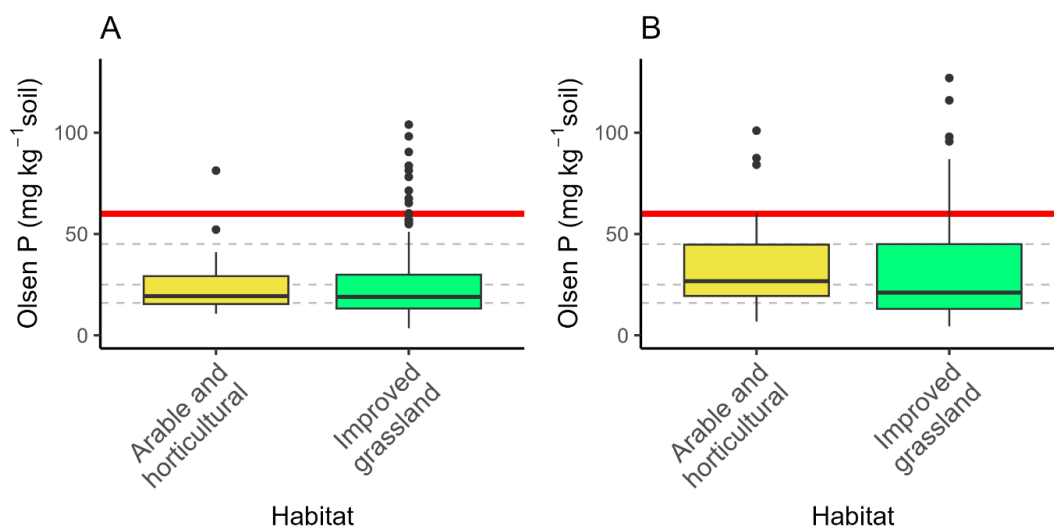 A
Olsen P (mg kg⁻¹soil)
100
50
0
Arable and
horticultural
Improved
grassland
Habitat
B
Olsen P (mg kg⁻¹soil)
100
50
0
Arable and
horticultural
Improved
grassland
Habitat